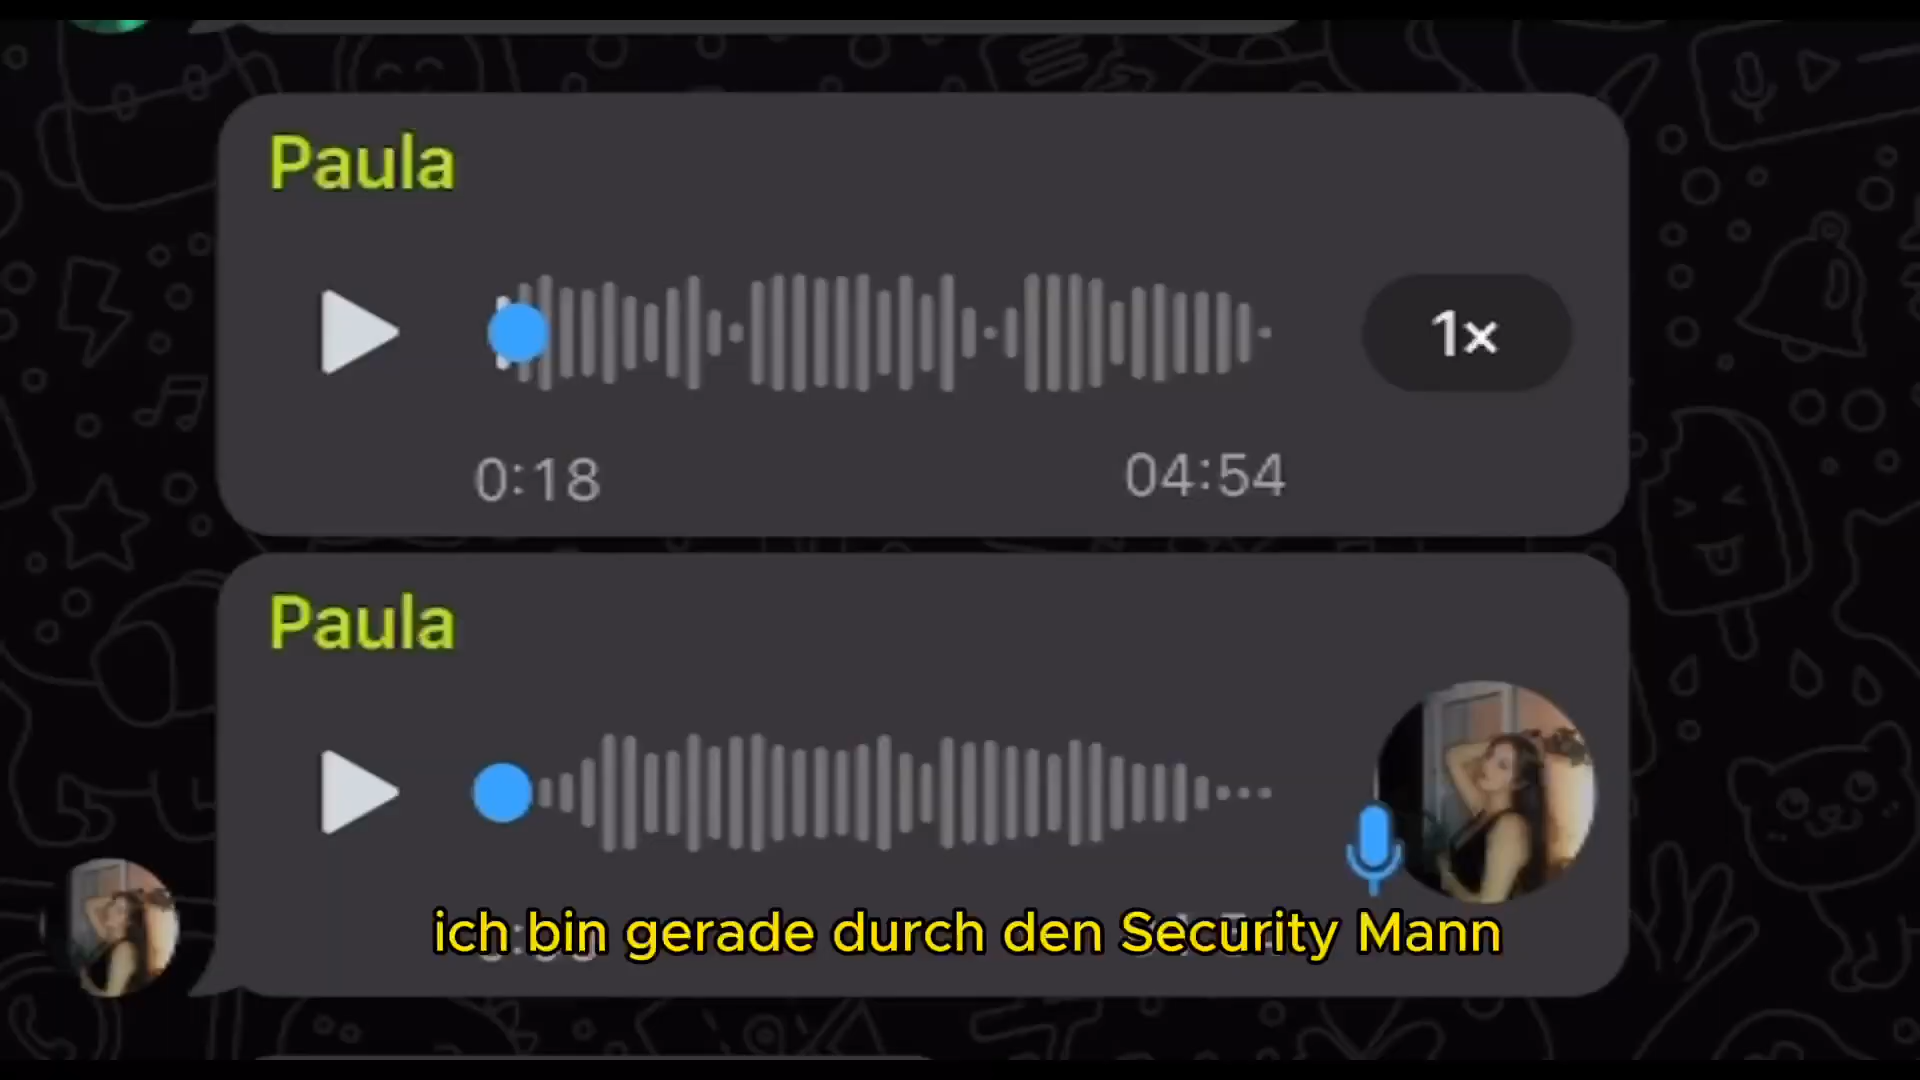 Paula
1x
0:18
04:54
Paula
ich bin gerade durch den Security Mann